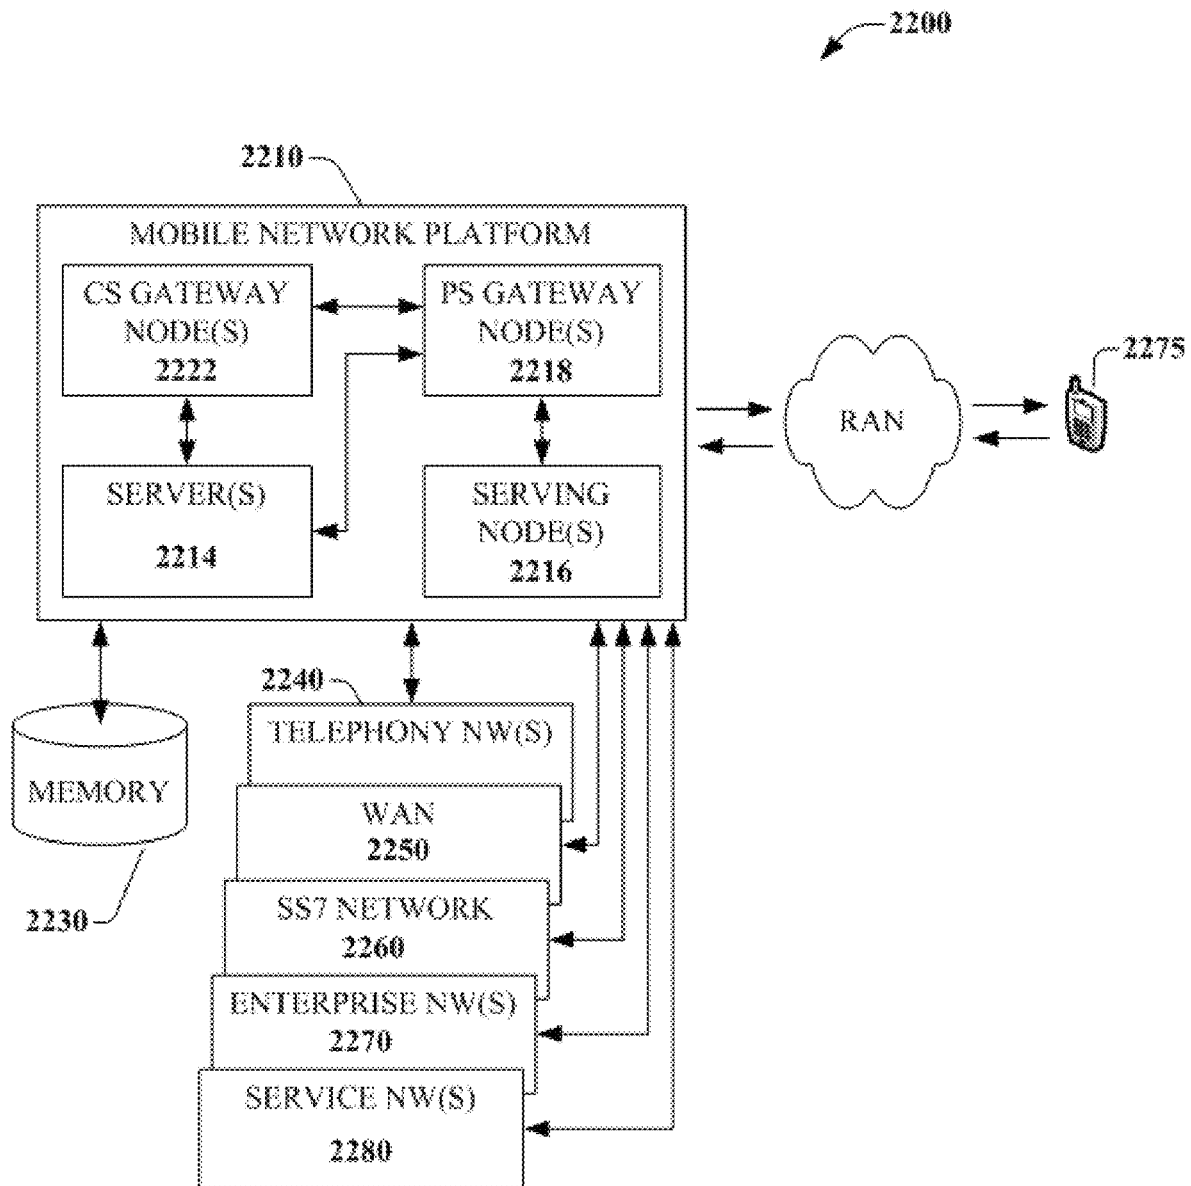 2200
2210
MOBILE NETWORK PLATFORM
CS GATEWAY
NODE(S)
2222
PS GATEWAY
NODE(S)
2218
SERVER(S)
2214
SERVING
NODE(S)
2216
RAN
2275
2240
TELEPHONY NW(S)
MEMORY
2230
WAN
2250
SS7 NETWORK
2260
ENTERPRISE NW(S)
2270
SERVICE NW(S)
2280